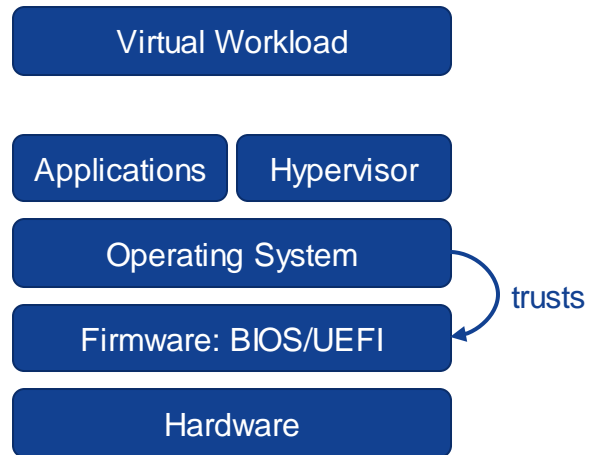 Virtual Workload
Applications
Hypervisor
Operating System
trusts
Firmware: BIOS/UEFI
Hardware